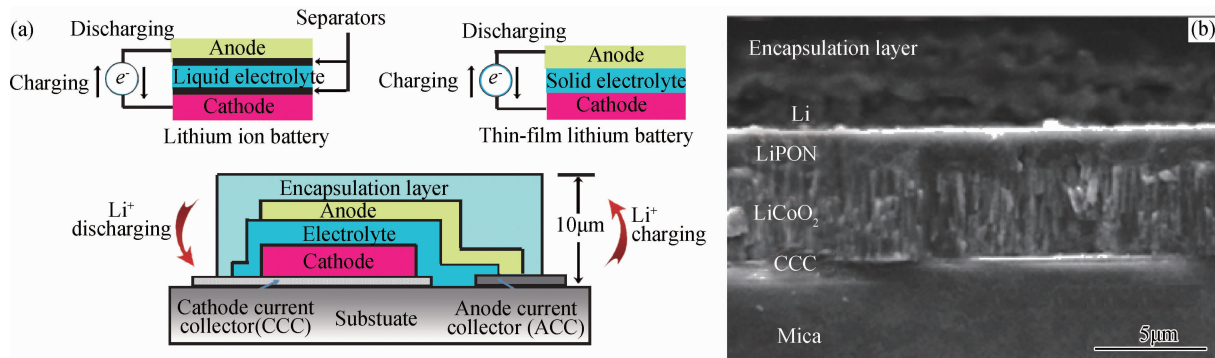 (a)
Discharging
Separators
Anode
Charging
e-
Liquid electrolyte
Cathode
Lithium ion battery
Discharging
Anode
Charging
e-
Solid electrolyte
Cathode
Thin-film lithium battery
Encapsulation layer
Anode
Electrolyte
Cathode
Li+
discharging
10μm
Li+
charging
Cathode current
collector(CCC)
Substuate
Anode current
collector (ACC)
(b)
Encapsulation layer
Li
LiPON
LiCoO2
CCC
Mica
5μm